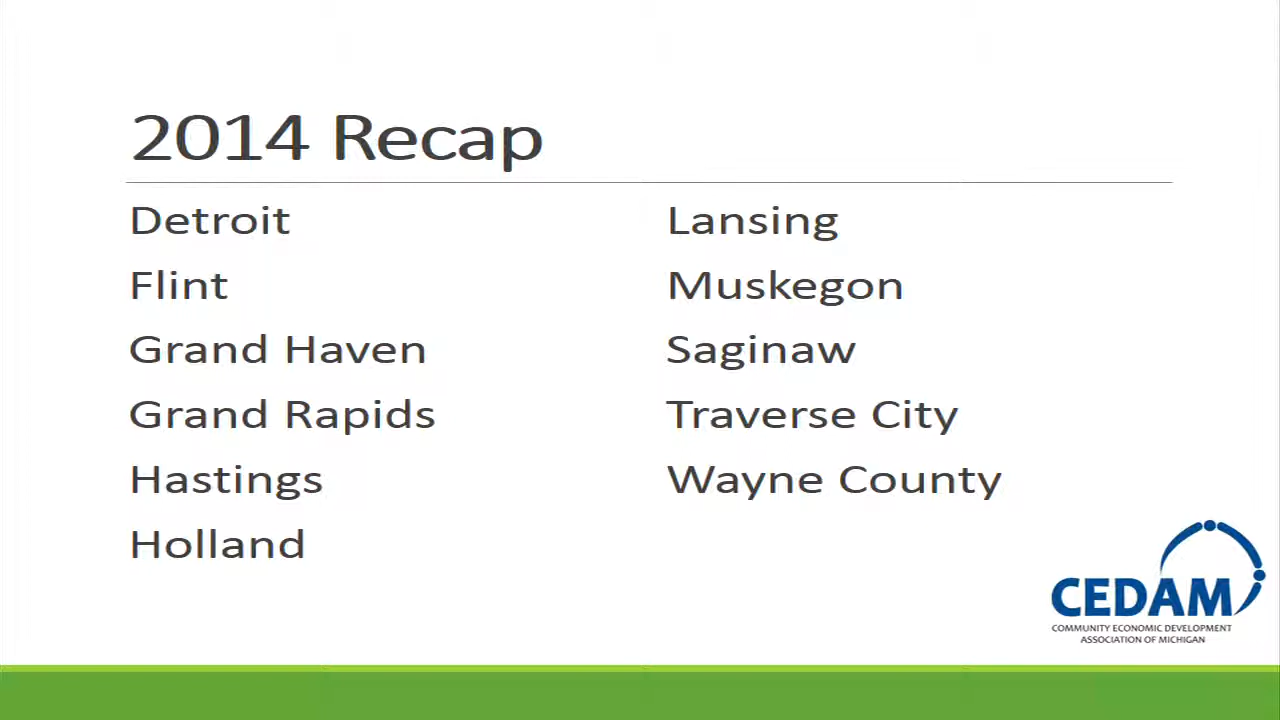 2014 Recap
Detroit
Flint
Grand Haven
Grand Rapids
Hastings
Holland
Lansing
Muskegon
Saginaw
Traverse City
Wayne County
CEDAM
COMMUNITY ECONOMIC DEVELOPMENT
ASSOCIATION OF MICHIGAN